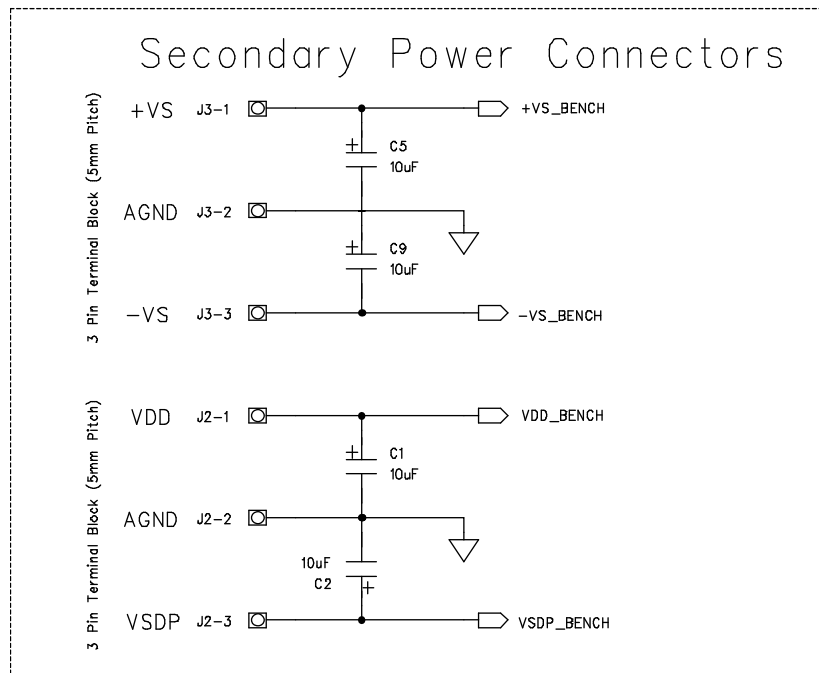 Secondary Power Connectors
3 Pin Terminal Block (5mm Pitch)
+VS J3-1 +VS_BENCH
+ C5
10uF
AGND J3-2
+ C9
10uF
-VS J3-3 -VS_BENCH
3 Pin Terminal Block (5mm Pitch)
VDD J2-1 VDD_BENCH
+ C1
10uF
AGND J2-2
10uF
C2 +
VSDP J2-3 VSDP_BENCH